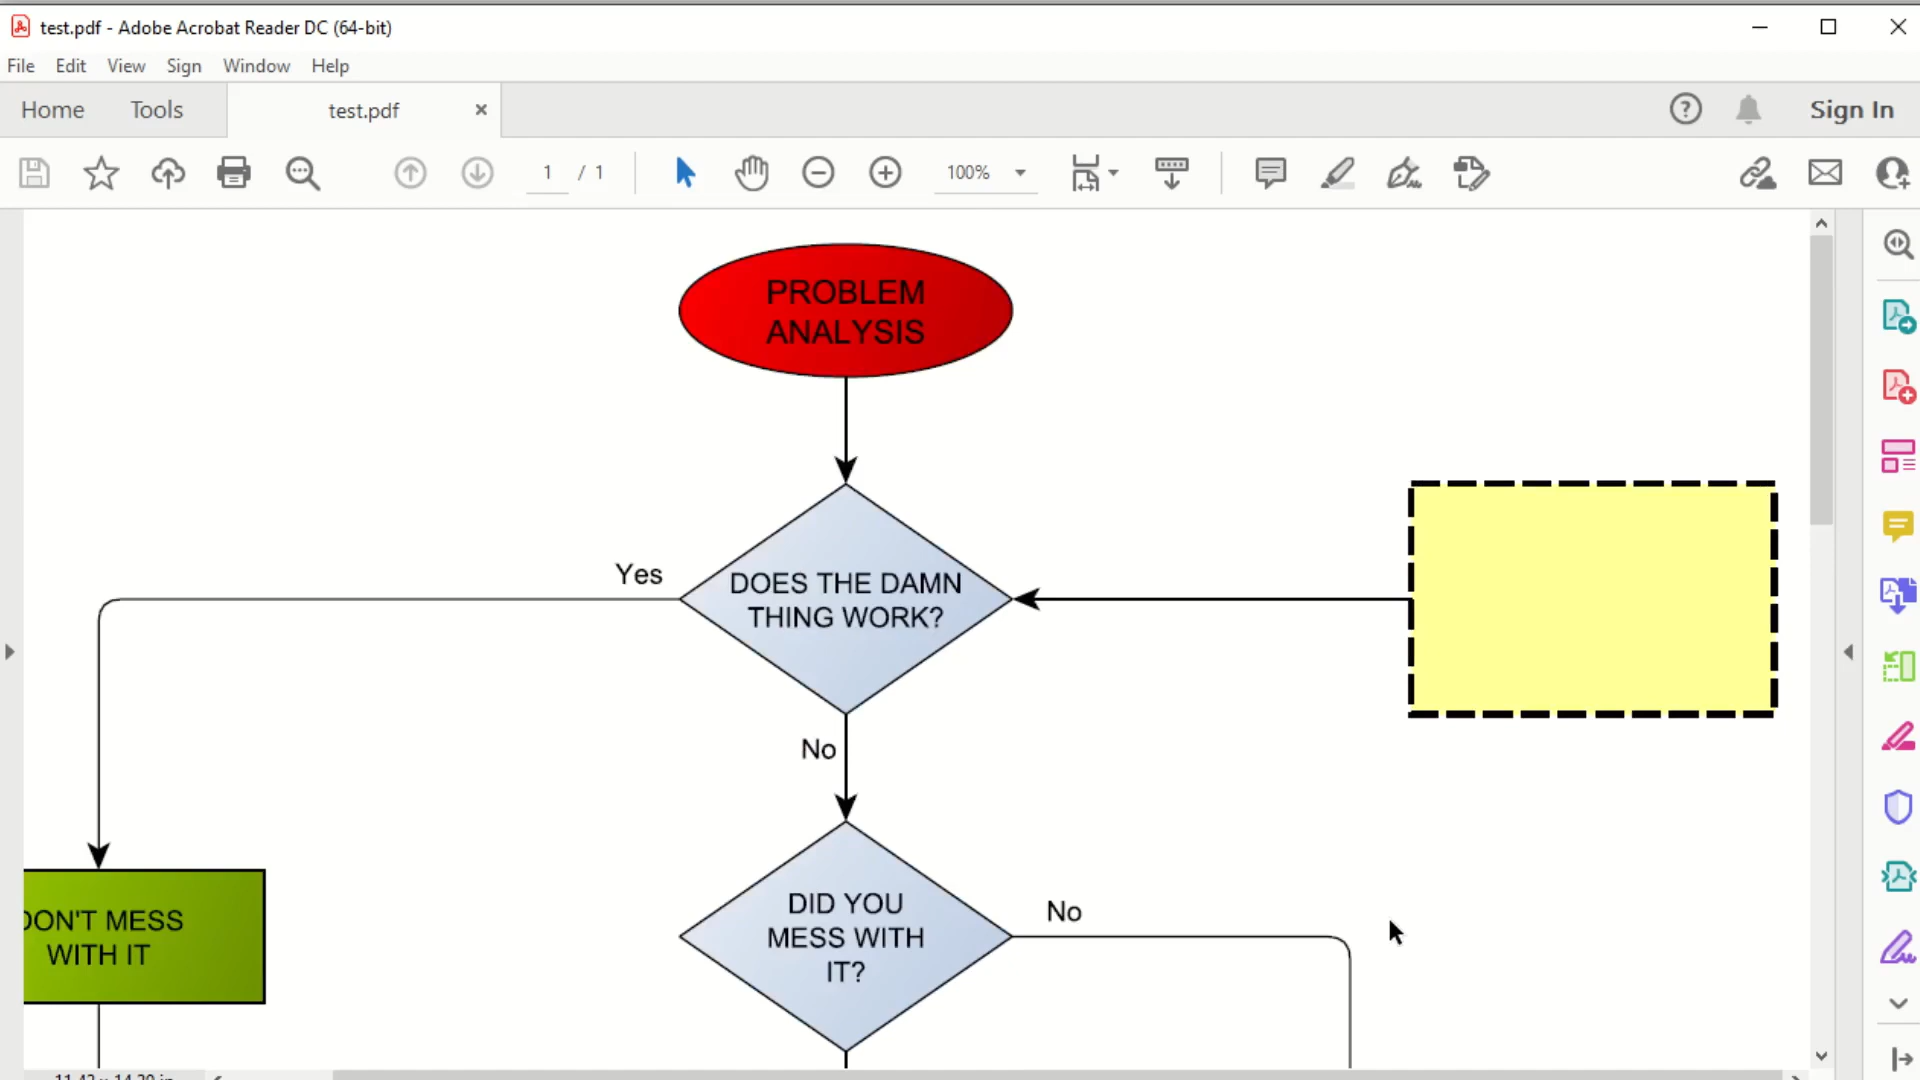 test.pdf - Adobe Acrobat Reader DC (64-bit)
File Edit View Sign Window Help
Home Tools test.pdf Sign In
1 / 1 100%
PROBLEM
ANALYSIS
Yes
DOES THE DAMN
THING WORK?
No
DON'T MESS
WITH IT
DID YOU
MESS WITH
IT?
No